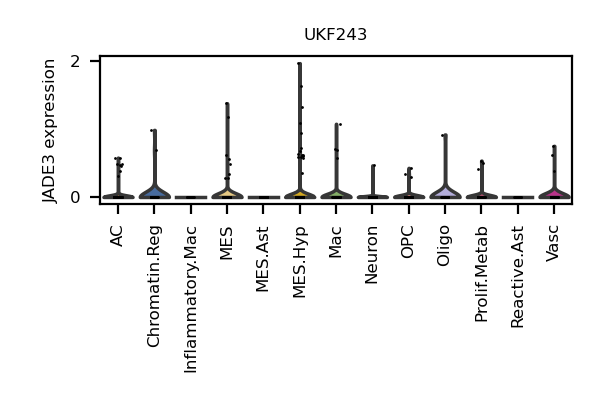 UKF243
JADE3 expression
2
0
AC
Chromatin.Reg
Inflammatory.Mac
MES
MES.Ast
MES.Hyp
Mac
Neuron
OPC
Oligo
Prolif.Metab
Reactive.Ast
Vasc